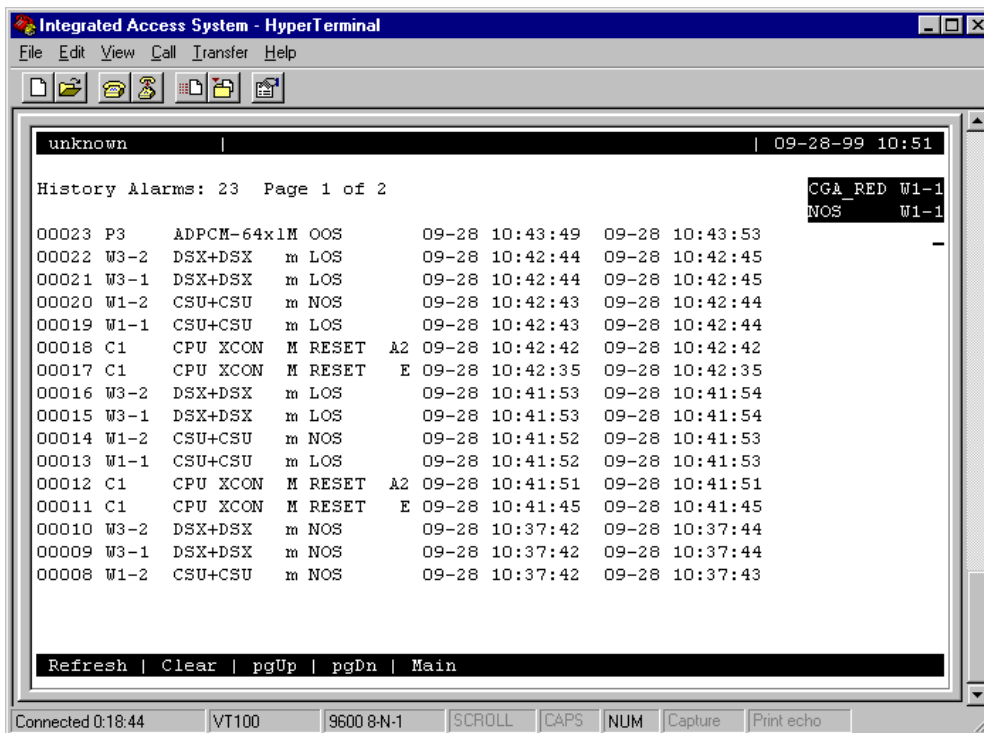 Integrated Access System - HyperTerminal
File Edit View Call Transfer Help
unknown | | 09-28-99 10:51
History Alarms: 23 Page 1 of 2 CGA_RED W1-1
NOS W1-1
00023 P3 ADPCM-64xlM OOS 09-28 10:43:49 09-28 10:43:53
00022 W3-2 DSX+DSX m LOS 09-28 10:42:44 09-28 10:42:45
00021 W3-1 DSX+DSX m LOS 09-28 10:42:44 09-28 10:42:45
00020 W1-2 CSU+CSU m NOS 09-28 10:42:43 09-28 10:42:44
00019 W1-1 CSU+CSU m LOS 09-28 10:42:43 09-28 10:42:44
00018 C1 CPU XCON M RESET A2 09-28 10:42:42 09-28 10:42:42
00017 C1 CPU XCON M RESET E 09-28 10:42:35 09-28 10:42:35
00016 W3-2 DSX+DSX m LOS 09-28 10:41:53 09-28 10:41:54
00015 W3-1 DSX+DSX m LOS 09-28 10:41:53 09-28 10:41:54
00014 W1-2 CSU+CSU m NOS 09-28 10:41:52 09-28 10:41:53
00013 W1-1 CSU+CSU m LOS 09-28 10:41:52 09-28 10:41:53
00012 C1 CPU XCON M RESET A2 09-28 10:41:51 09-28 10:41:51
00011 C1 CPU XCON M RESET E 09-28 10:41:45 09-28 10:41:45
00010 W3-2 DSX+DSX m NOS 09-28 10:37:42 09-28 10:37:44
00009 W3-1 DSX+DSX m NOS 09-28 10:37:42 09-28 10:37:44
00008 W1-2 CSU+CSU m NOS 09-28 10:37:42 09-28 10:37:43
Refresh | Clear | pgUp | pgDn | Main
Connected 0:18:44 VT100 9600 8-N-1 SCROLL CAPS NUM Capture Print echo